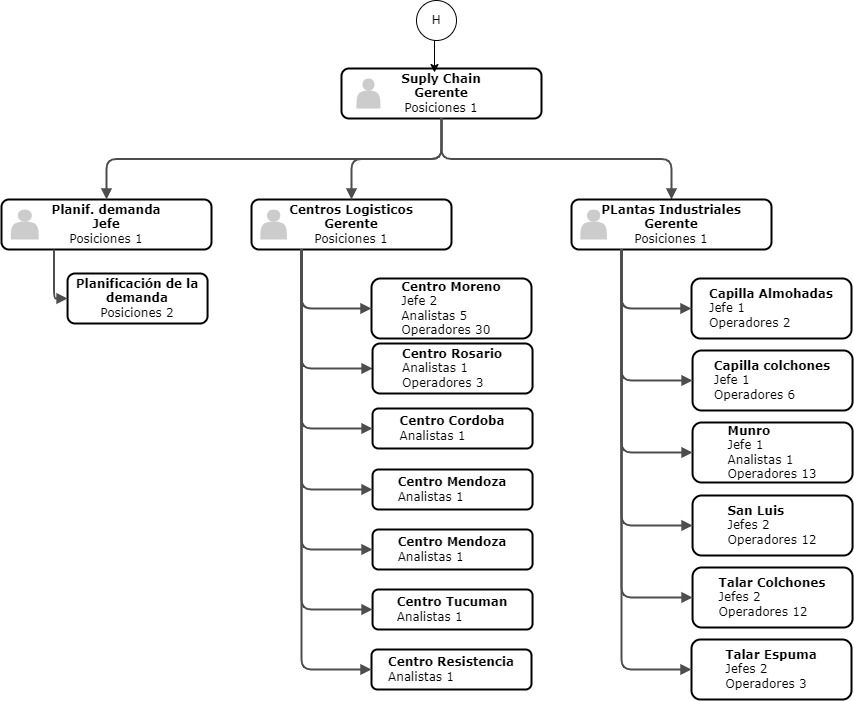 H
Suply Chain
Gerente
Posiciones 1
Planif. demanda
Jefe
Posiciones 1
Planificación de la
demanda
Posiciones 2
Centros Logisticos
Gerente
Posiciones 1
Centro Moreno
Jefe 2
Analistas 5
Operadores 30
Centro Rosario
Analistas 1
Operadores 3
Centro Cordoba
Analistas 1
Centro Mendoza
Analistas 1
Centro Mendoza
Analistas 1
Centro Tucuman
Analistas 1
Centro Resistencia
Analistas 1
PLantas Industriales
Gerente
Posiciones 1
Capilla Almohadas
Jefe 1
Operadores 2
Capilla colchones
Jefe 1
Operadores 6
Munro
Jefe 1
Analistas 1
Operadores 13
San Luis
Jefes 2
Operadores 12
Talar Colchones
Jefes 2
Operadores 12
Talar Espuma
Jefes 2
Operadores 3